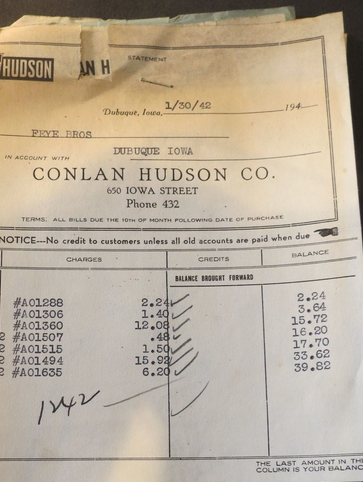 HUDSON AN H STATEMENT
Dubuque, Iowa, 1/30/42 194
FEYE BROS
DUBUQUE IOWA
IN ACCOUNT WITH
CONLAN HUDSON CO.
650 IOWA STREET
Phone 432
TERMS: ALL BILLS DUE THE 10TH OF MONTH FOLLOWING DATE OF PURCHASE
NOTICE---No credit to customers unless all old accounts are paid when due
CHARGES CREDITS BALANCE
BALANCE BROUGHT FORWARD
#A01288 2.24 2.24
#A01306 1.40 3.64
#A01360 12.08 15.72
2 #A01507 .48 16.20
2 #A01515 1.50 17.70
2 #A01494 15.92 33.62
2 #A01635 6.20 39.82
1242
THE LAST AMOUNT IN THE
COLUMN IS YOUR BALANC